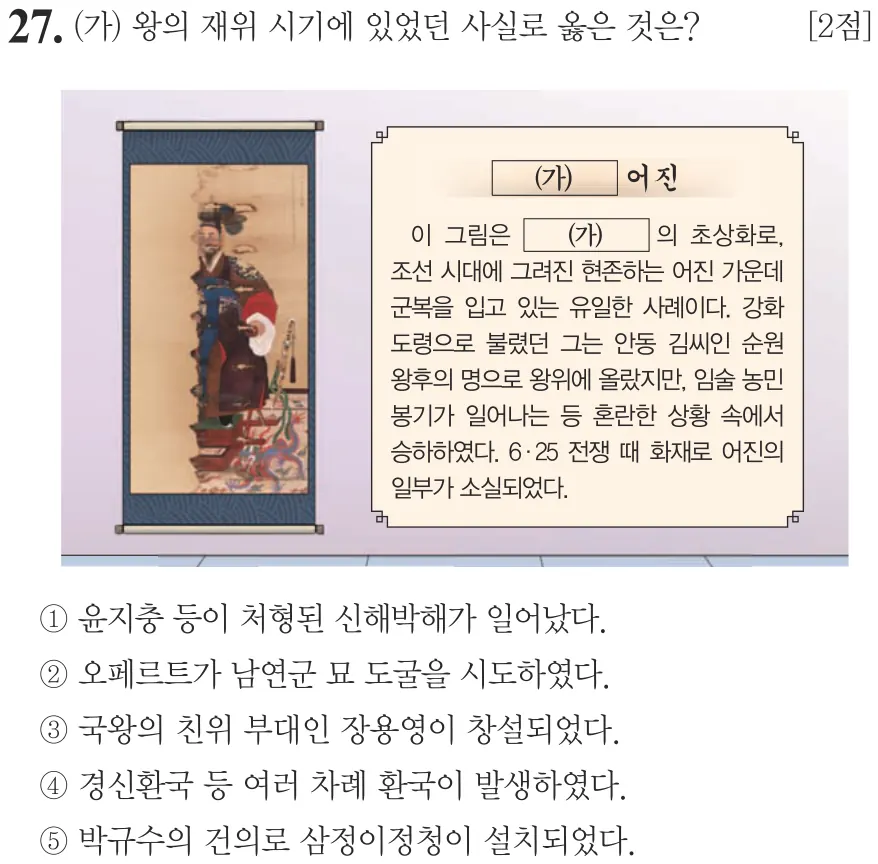 27. (가) 왕의 재위 시기에 있었던 사실로 옳은 것은? [2점]
(가) 어진
이 그림은 (가) 의 초상화로,
조선 시대에 그려진 현존하는 어진 가운데
군복을 입고 있는 유일한 사례이다. 강화
도령으로 불렸던 그는 안동 김씨인 순원
왕후의 명으로 왕위에 올랐지만, 임술 농민
봉기가 일어나는 등 혼란한 상황 속에서
승하하였다. 6·25 전쟁 때 화재로 어진의
일부가 소실되었다.
① 윤지충 등이 처형된 신해박해가 일어났다.
② 오페르트가 남연군 묘 도굴을 시도하였다.
③ 국왕의 친위 부대인 장용영이 창설되었다.
④ 경신환국 등 여러 차례 환국이 발생하였다.
⑤ 박규수의 건의로 삼정이정청이 설치되었다.